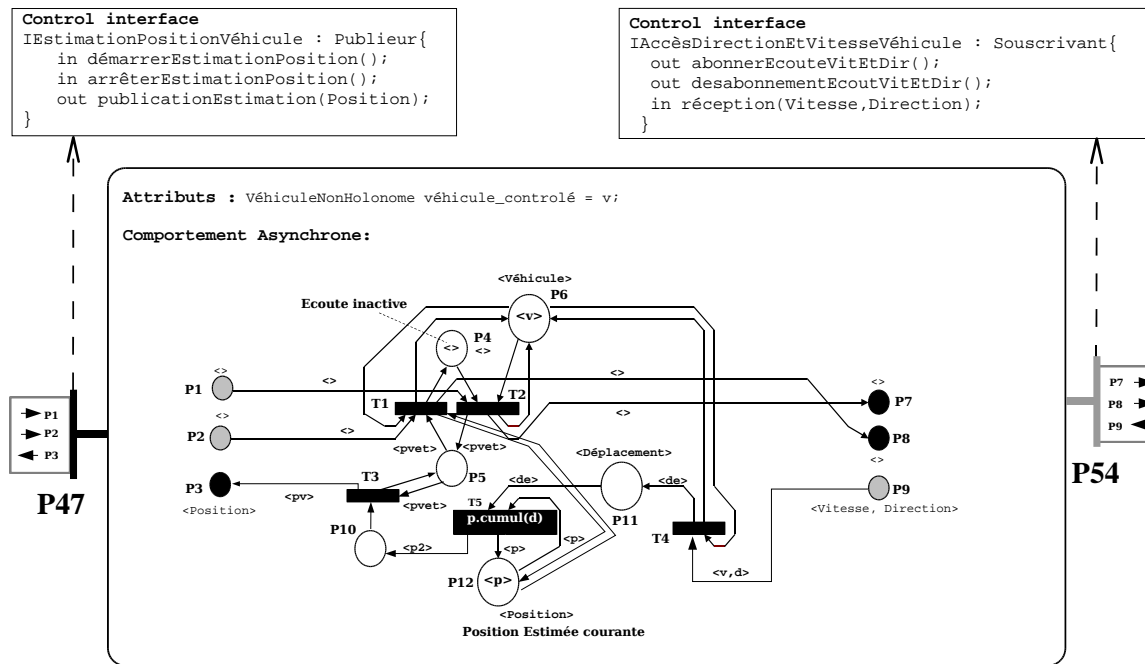 Control interface
IEstimationPositionVéhicule : Publieur{
in démarrerEstimationPosition();
in arrêterEstimationPosition();
out publicationEstimation(Position);
}
Control interface
IAccèsDirectionEtVitesseVéhicule : Souscrivant{
out abonnerEcouteVitEtDir();
out desabonnementEcoutVitEtDir();
in réception(Vitesse,Direction);
}
Attributs : VéhiculeNonHolonome véhicule_controlé = v;
Comportement Asynchrone:
<Véhicule>
P6
Ecoute inactive
<v>
P4
<>
<>
<>
P1
<>
<>
<>
P7
T1
T2
<>
P2
<>
<>
P8
<>
<pvet>
<pvet>
P5
<Déplacement>
T3
P3
<pv>
<Position>
<pvet>
<de>
<de>
P11
T5
p.cumul(d)
P9
<Vitesse, Direction>
T4
P10
<p2>
<p>
<p>
P12
<p>
<v,d>
<Position>
Position Estimée courante
P1
P2
P3
P47
P7
P8
P9
P54